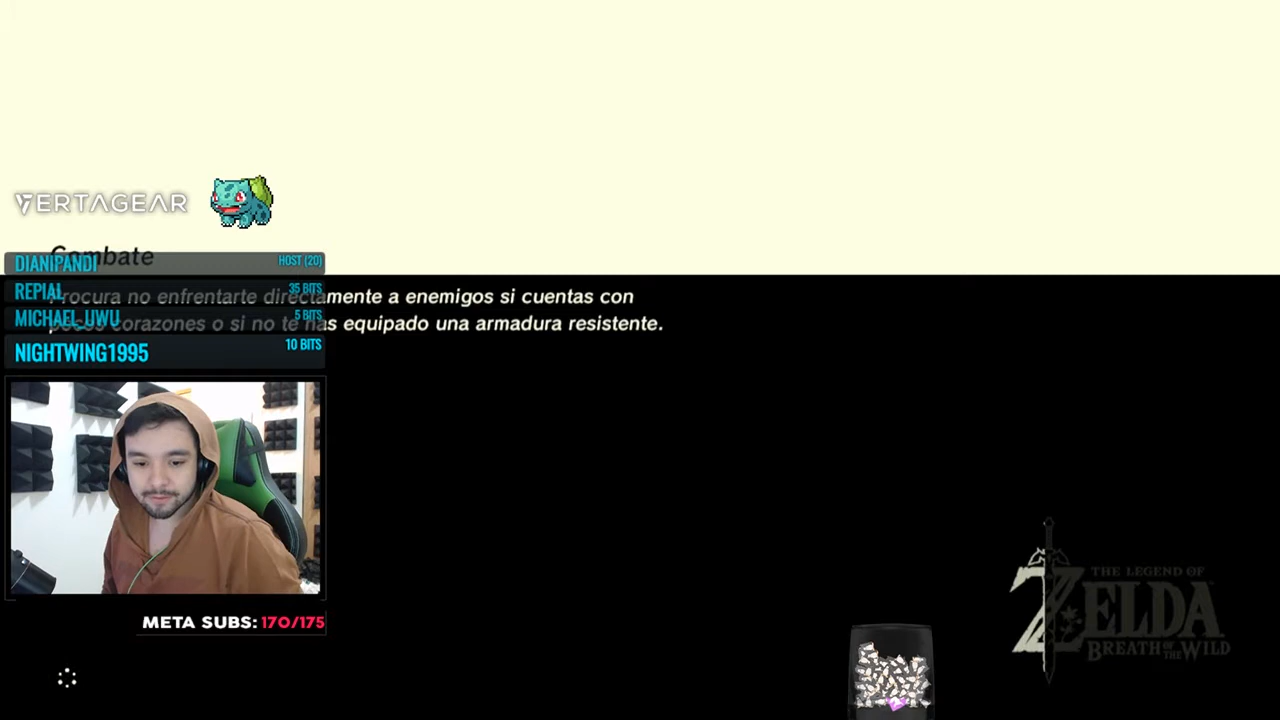 VERTAGEAR
Combate
DIANIPANDI HOST (20)
REPIAL 35 BITS
Procura no enfrentarte directamente a enemigos si cuentas con
MICHAEL_UWU 5 BITS
pocos corazones o si no te has equipado una armadura resistente.
NIGHTWING1995 10 BITS
META SUBS: 170/175
THE LEGEND OF
ZELDA
BREATH OF THE WILD